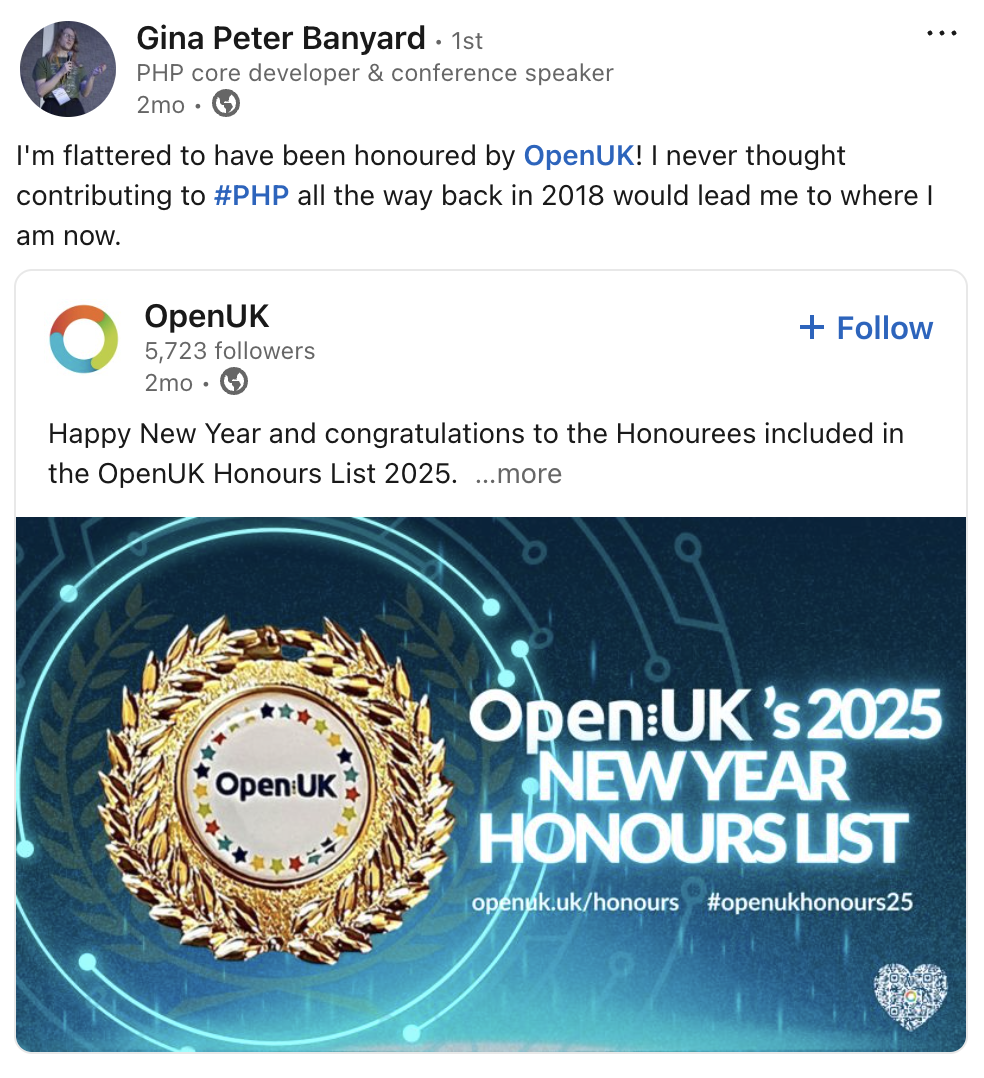 Gina Peter Banyard • 1st
PHP core developer & conference speaker
2mo •
I'm flattered to have been honoured by OpenUK! I never thought
contributing to #PHP all the way back in 2018 would lead me to where I
am now.
OpenUK
+ Follow
5,723 followers
2mo •
Happy New Year and congratulations to the Honourees included in
the OpenUK Honours List 2025. ...more
Open:UK
Open:UK 's 2025
NEW YEAR
HONOURS LIST
openuk.uk/honours #openukhonours25